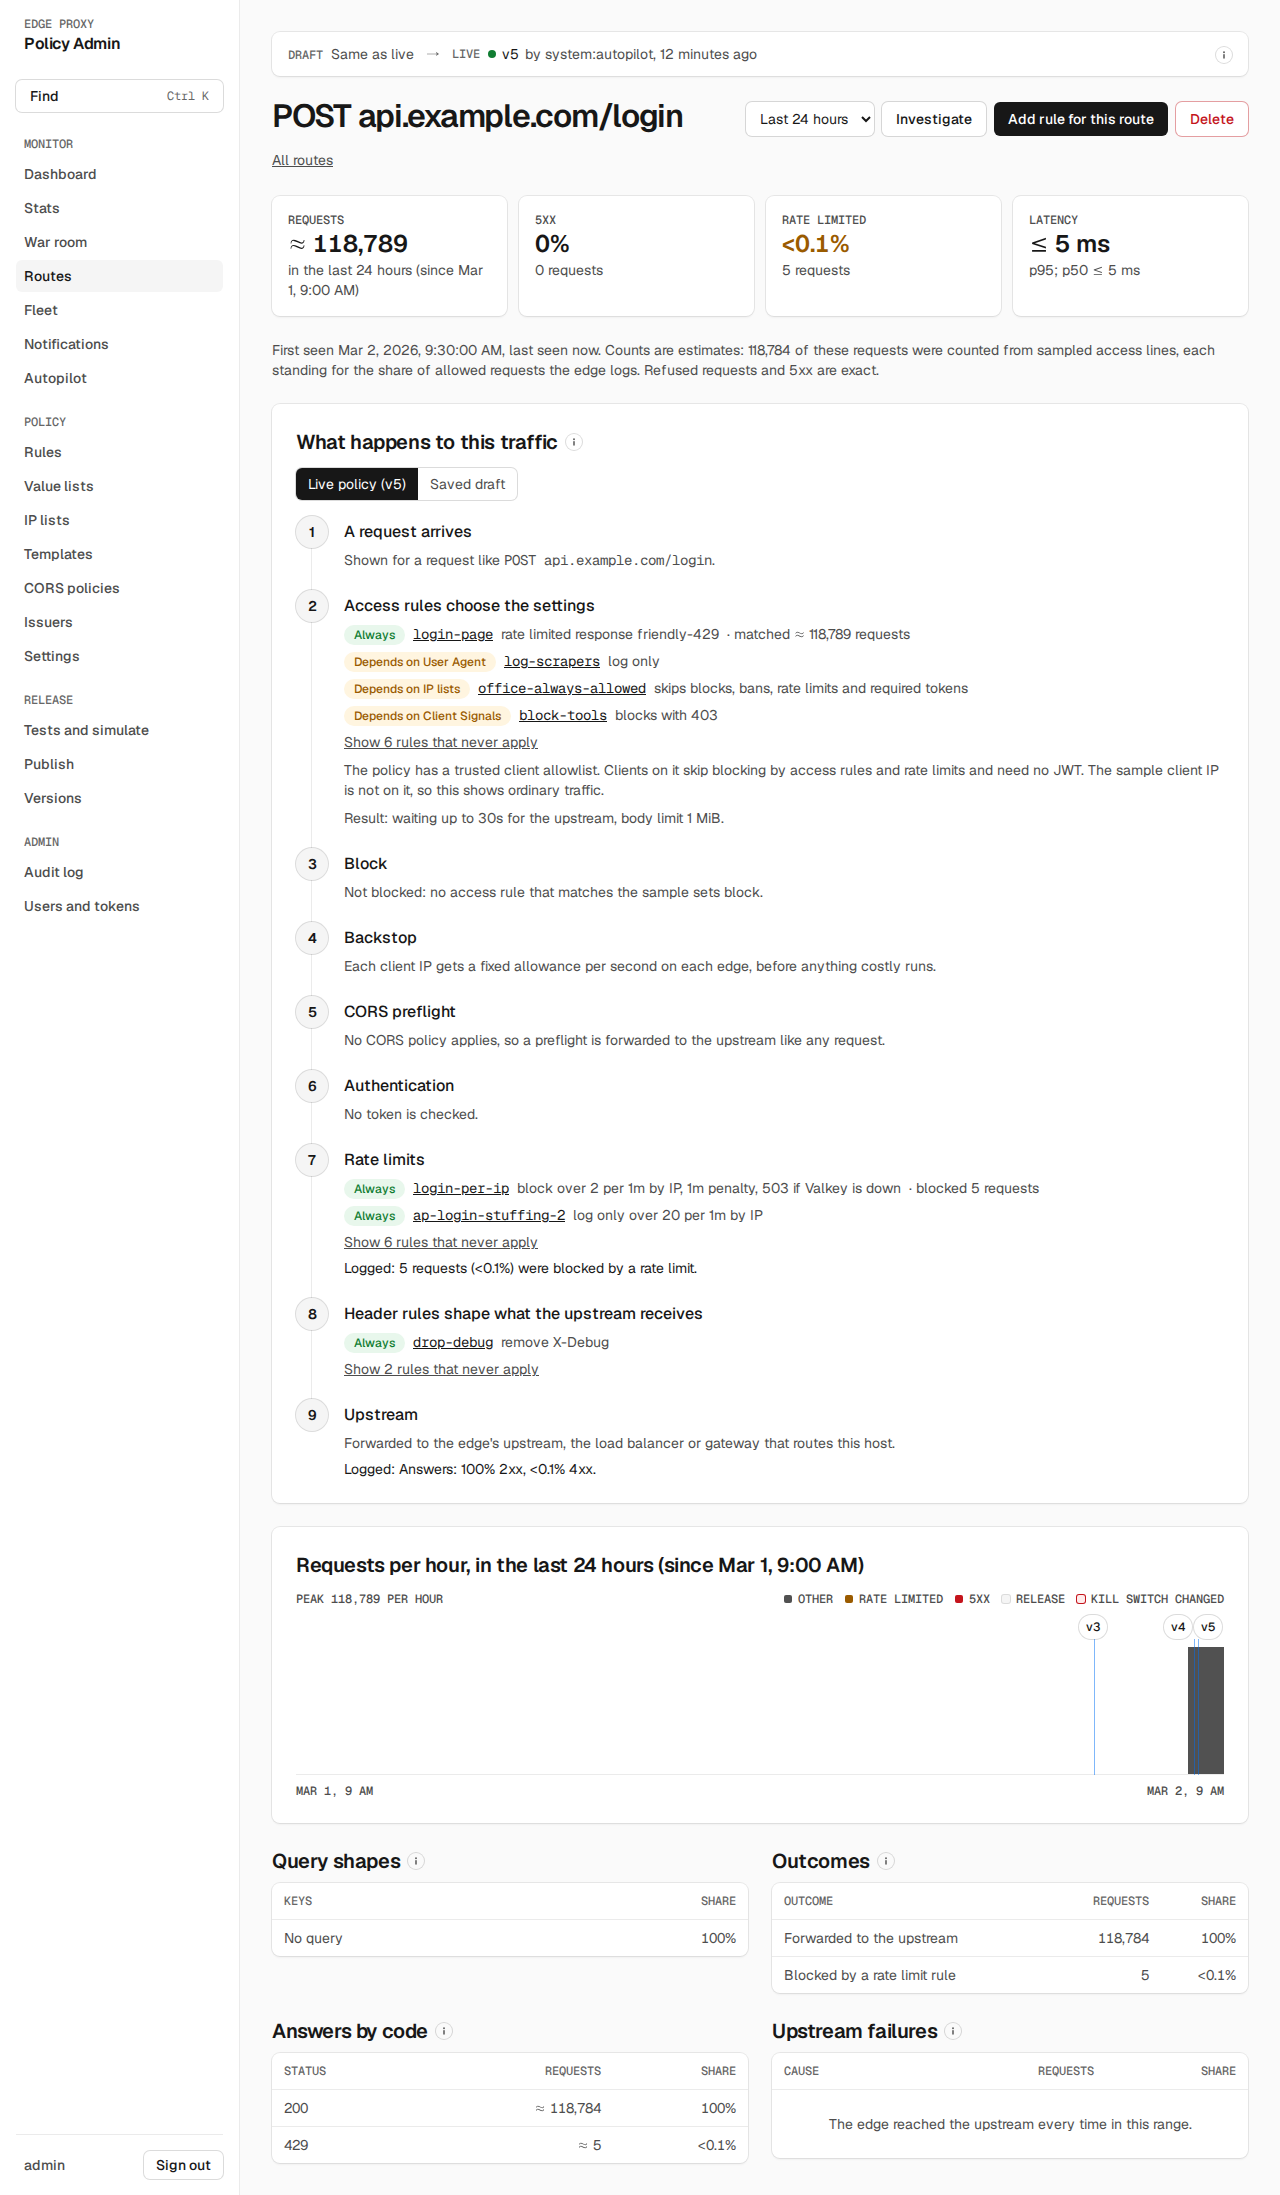 EDGE PROXY
Policy Admin
Find Ctrl K
MONITOR
Dashboard
Stats
War room
Routes
Fleet
Notifications
Autopilot
POLICY
Rules
Value lists
IP lists
Templates
CORS policies
Issuers
Settings
RELEASE
Tests and simulate
Publish
Versions
ADMIN
Audit log
Users and tokens
admin Sign out
DRAFT Same as live → LIVE v5 by system:autopilot, 12 minutes ago
POST api.example.com/login
Last 24 hours Investigate Add rule for this route Delete
All routes
REQUESTS
≈ 118,789
in the last 24 hours (since Mar
1, 9:00 AM)
5XX
0%
0 requests
RATE LIMITED
<0.1%
5 requests
LATENCY
≤ 5 ms
p95; p50 ≤ 5 ms
First seen Mar 2, 2026, 9:30:00 AM, last seen now. Counts are estimates: 118,784 of these requests were counted from sampled access lines, each
standing for the share of allowed requests the edge logs. Refused requests and 5xx are exact.
What happens to this traffic
Live policy (v5) Saved draft
1 A request arrives
Shown for a request like POST api.example.com/login.
2 Access rules choose the settings
Always login-page rate limited response friendly-429 · matched ≈ 118,789 requests
Depends on User Agent log-scrapers log only
Depends on IP lists office-always-allowed skips blocks, bans, rate limits and required tokens
Depends on Client Signals block-tools blocks with 403
Show 6 rules that never apply
The policy has a trusted client allowlist. Clients on it skip blocking by access rules and rate limits and need no JWT. The sample client IP
is not on it, so this shows ordinary traffic.
Result: waiting up to 30s for the upstream, body limit 1 MiB.
3 Block
Not blocked: no access rule that matches the sample sets block.
4 Backstop
Each client IP gets a fixed allowance per second on each edge, before anything costly runs.
5 CORS preflight
No CORS policy applies, so a preflight is forwarded to the upstream like any request.
6 Authentication
No token is checked.
7 Rate limits
Always login-per-ip block over 2 per 1m by IP, 1m penalty, 503 if Valkey is down · blocked 5 requests
Always ap-login-stuffing-2 log only over 20 per 1m by IP
Show 6 rules that never apply
Logged: 5 requests (<0.1%) were blocked by a rate limit.
8 Header rules shape what the upstream receives
Always drop-debug remove X-Debug
Show 2 rules that never apply
9 Upstream
Forwarded to the edge's upstream, the load balancer or gateway that routes this host.
Logged: Answers: 100% 2xx, <0.1% 4xx.
Requests per hour, in the last 24 hours (since Mar 1, 9:00 AM)
PEAK 118,789 PER HOUR
OTHER RATE LIMITED 5XX RELEASE KILL SWITCH CHANGED
v3 v4 v5
MAR 1, 9 AM MAR 2, 9 AM
Query shapes
KEYS SHARE
No query 100%
Outcomes
OUTCOME REQUESTS SHARE
Forwarded to the upstream 118,784 100%
Blocked by a rate limit rule 5 <0.1%
Answers by code
STATUS REQUESTS SHARE
200 ≈ 118,784 100%
429 ≈ 5 <0.1%
Upstream failures
CAUSE REQUESTS SHARE
The edge reached the upstream every time in this range.